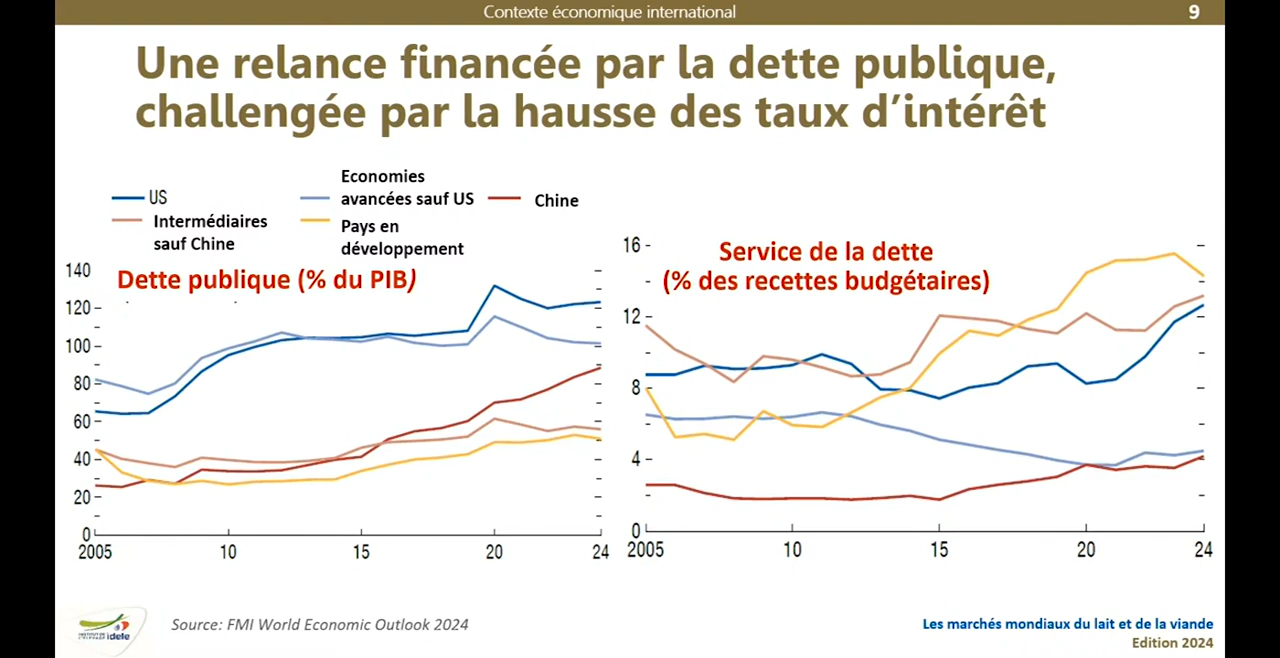 Contexte économique international
9
Une relance financée par la dette publique,
challengée par la hausse des taux d'intérêt
US
Economies
avancées sauf US
Chine
Intermédiaires
sauf Chine
Pays en
développement
Dette publique (% du PIB)
140
120
100
80
60
40
20
0
2005
10
15
20
24
Service de la dette
(% des recettes budgétaires)
16
12
8
4
0
2005
10
15
20
24
idele
Source: FMI World Economic Outlook 2024
Les marchés mondiaux du lait et de la viande
Edition 2024